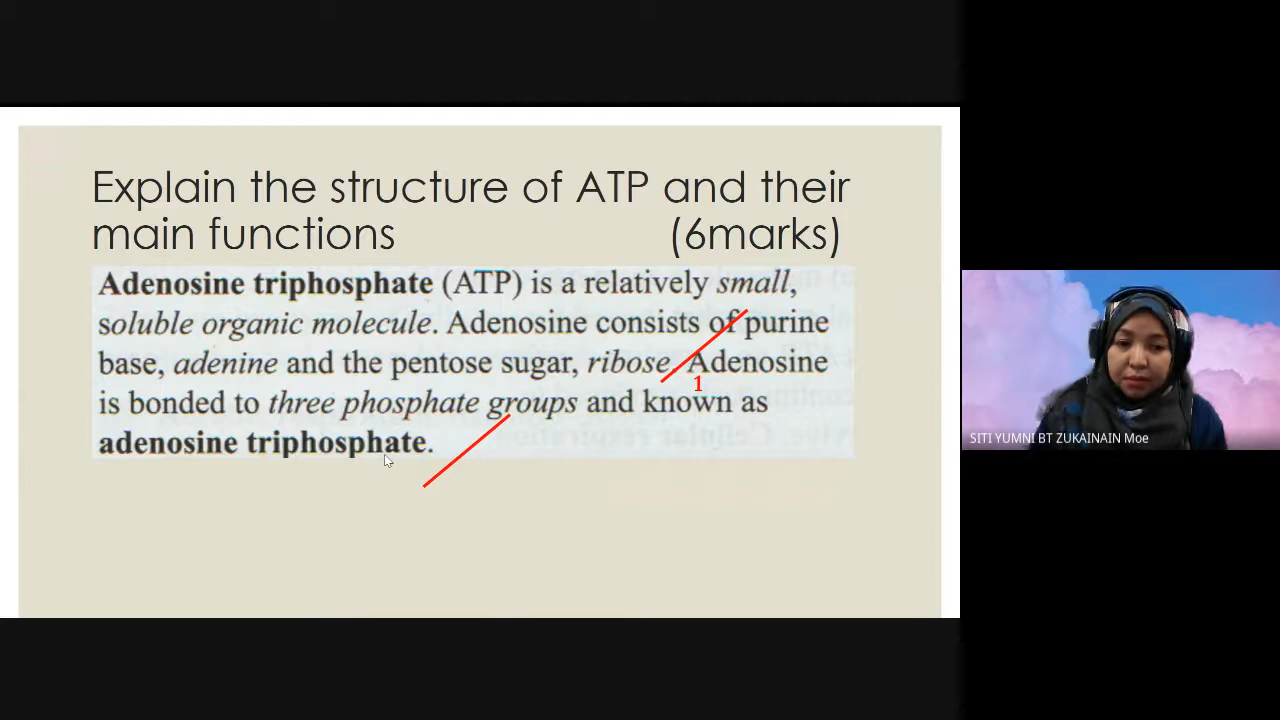 Explain the structure of ATP and their
main functions (6marks)
Adenosine triphosphate (ATP) is a relatively small,
soluble organic molecule. Adenosine consists of purine
base, adenine and the pentose sugar, ribose. Adenosine
1
is bonded to three phosphate groups and known as
adenosine triphosphate.
SITI YUMNI BT ZUKAINAIN Moe